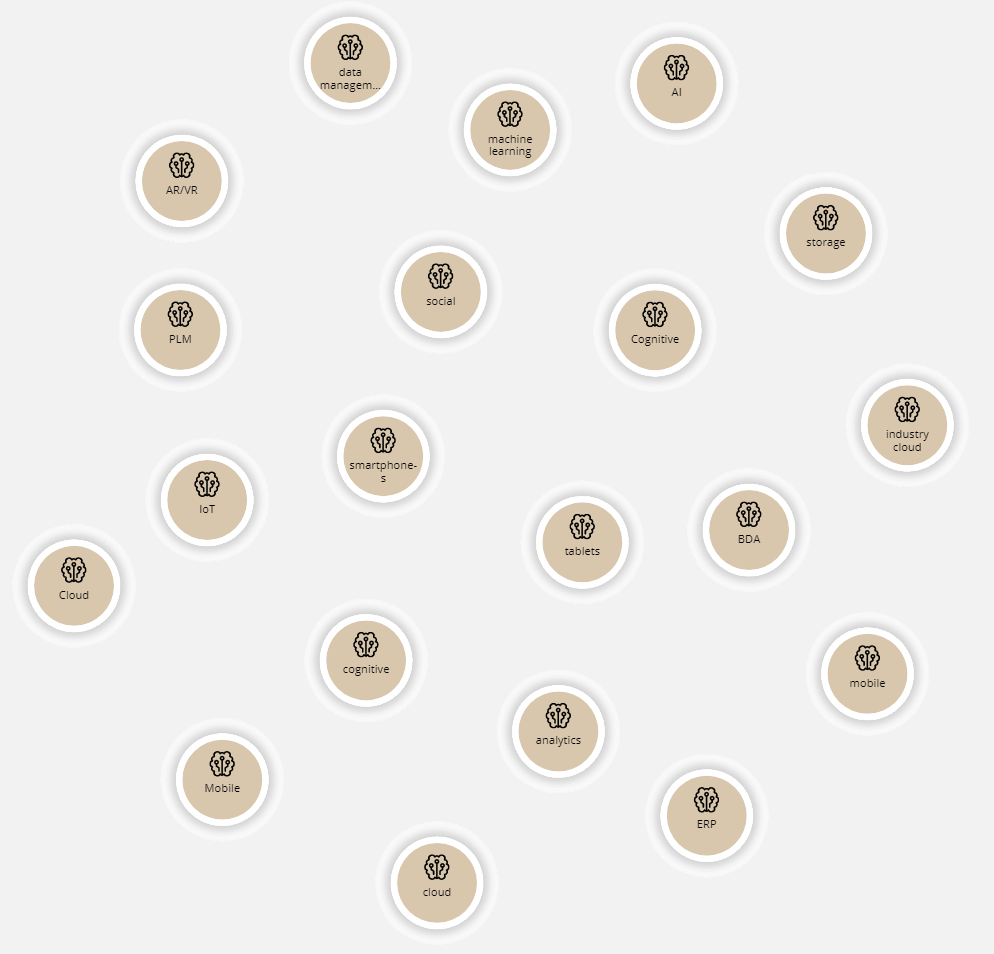 data
managem...
AI
machine
learning
AR/VR
storage
social
PLM
Cognitive
industry
cloud
smartphone-
s
IoT
BDA
tablets
Cloud
cognitive
mobile
analytics
Mobile
ERP
cloud